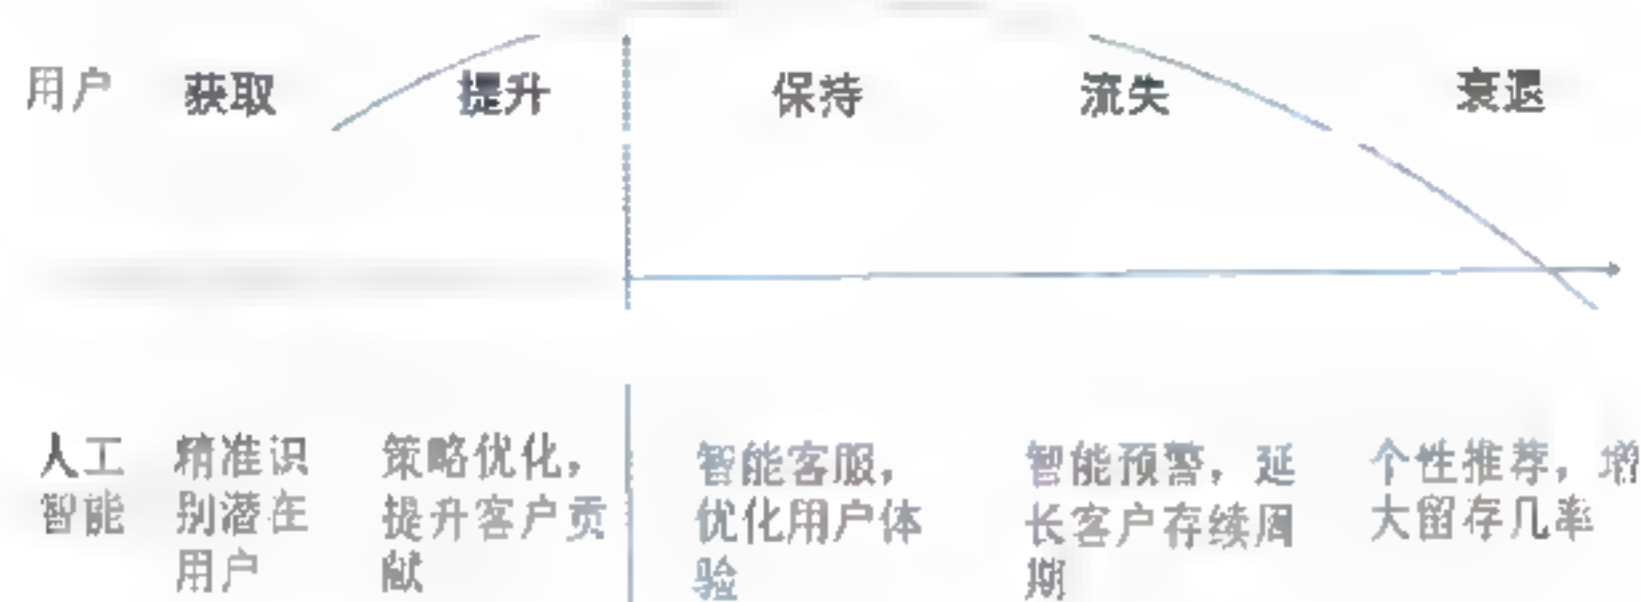 用户 获取 提升 保持 流失 衰退
人工智能
精准识别潜在用户
策略优化，
提升客户贡献
智能客服，
优化用户体验
智能预警，延
长客户存续周期
个性推荐，增
大留存几率